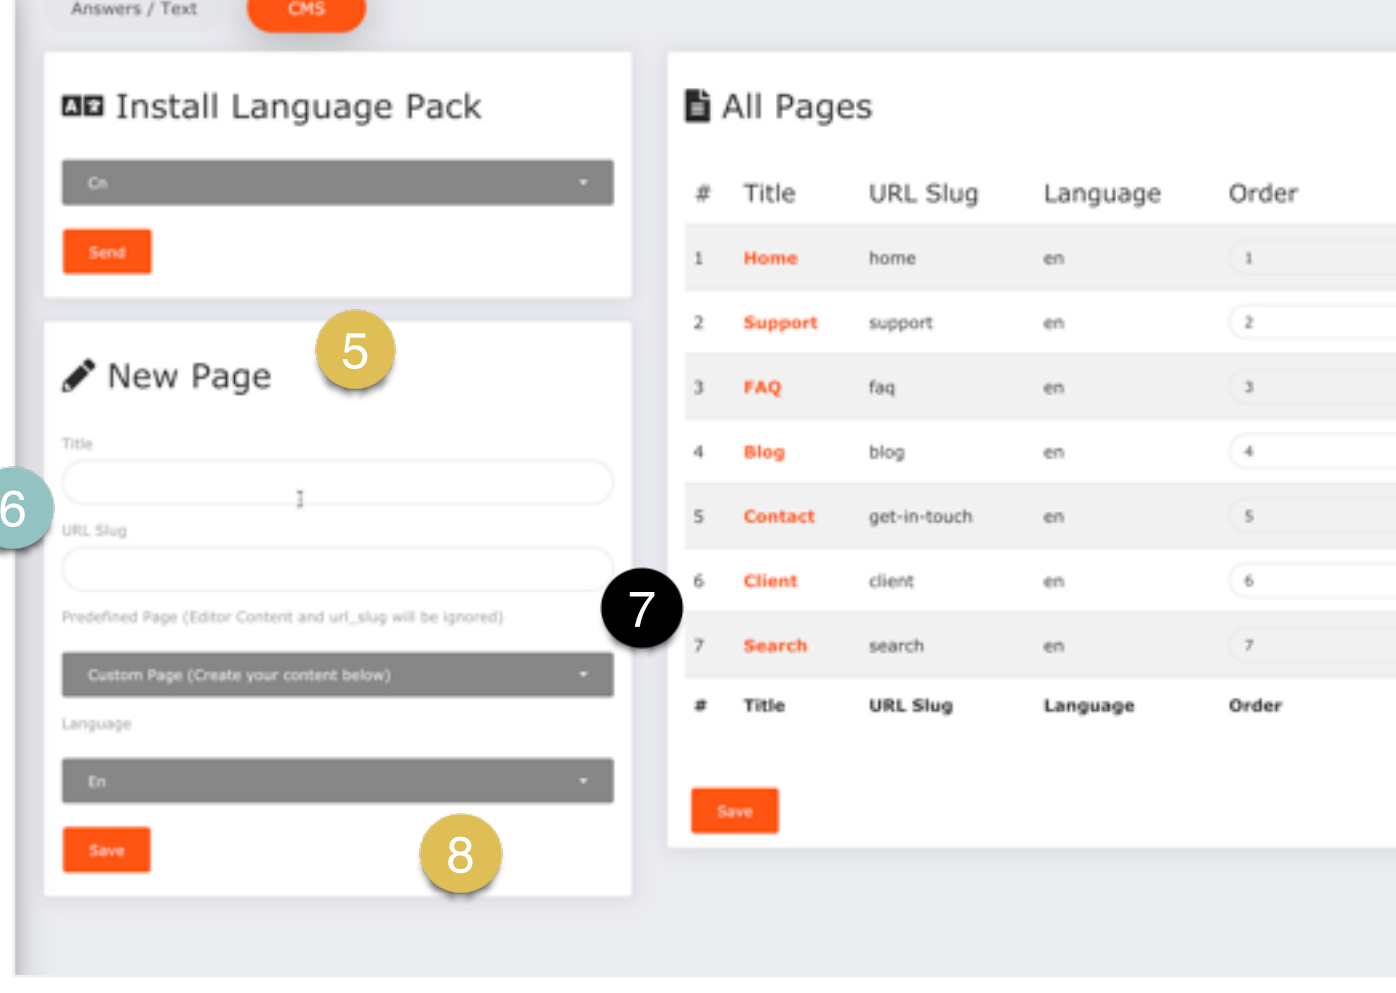 Answers / Text
CMS
Install Language Pack
Cn
Send
5
New Page
Title
6
URL Slug
Predefined Page (Editor Content and url_slug will be ignored)
7
Custom Page (Create your content below)
Language
En
Save
8
All Pages
# Title URL Slug Language Order
1 Home home en 1
2 Support support en 2
3 FAQ faq en 3
4 Blog blog en 4
5 Contact get-in-touch en 5
6 Client client en 6
7 Search search en 7
# Title URL Slug Language Order
Save